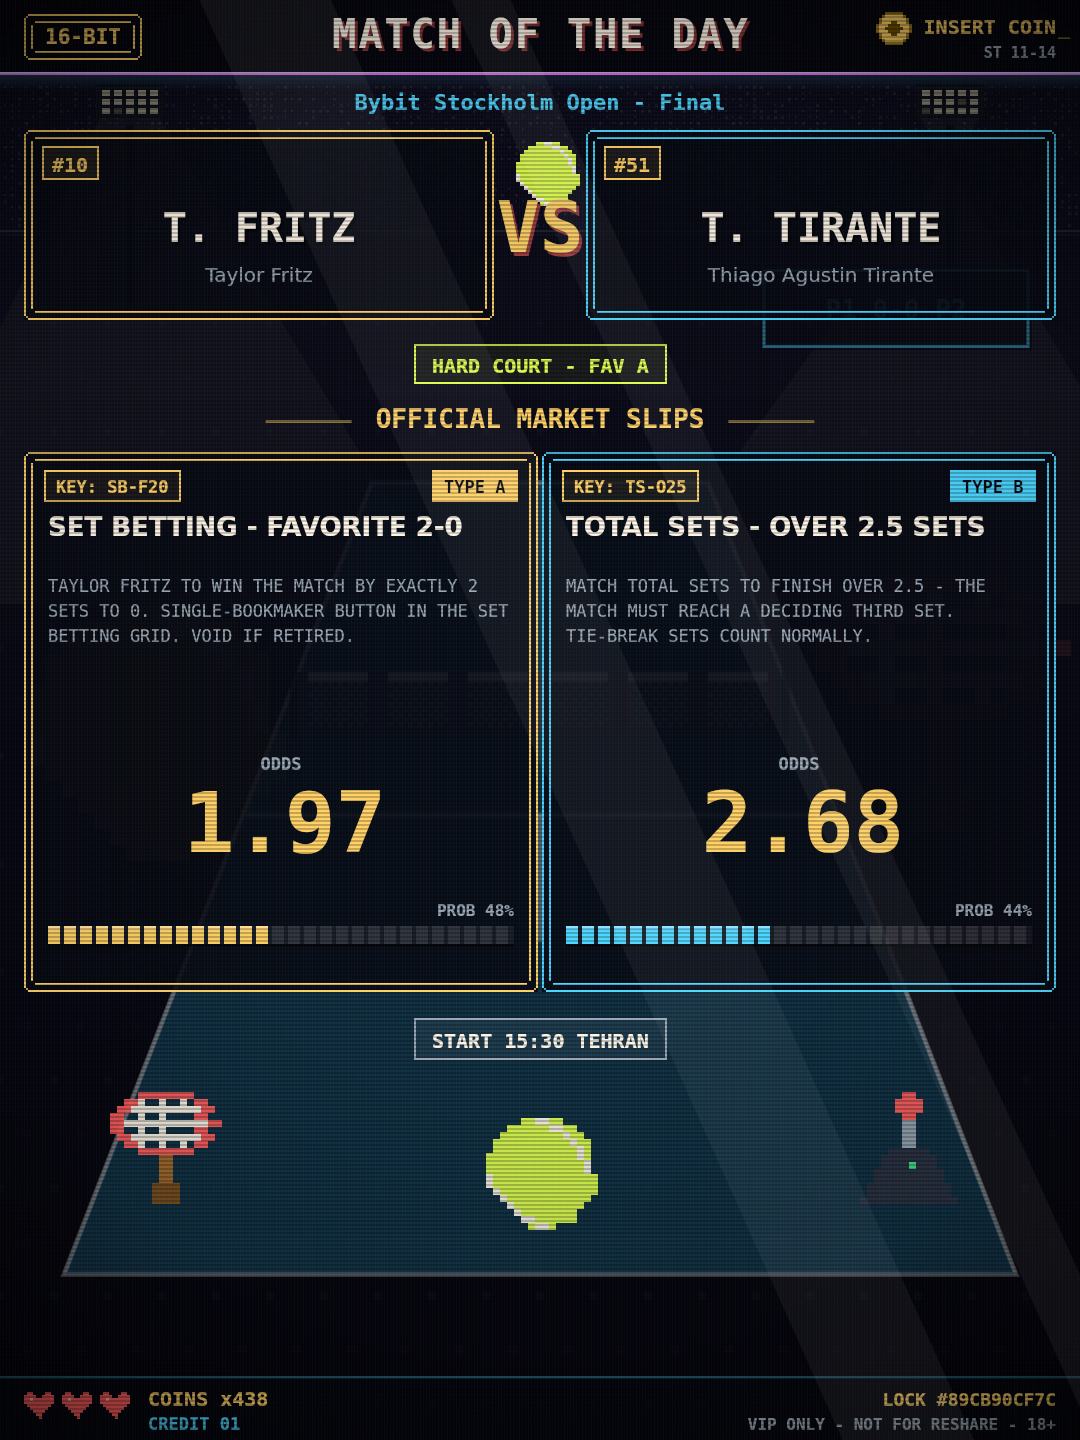 16-BIT
MATCH OF THE DAY
INSERT COIN_
ST 11-14
Bybit Stockholm Open - Final
#10
T. FRITZ
Taylor Fritz
VS
#51
T. TIRANTE
Thiago Agustin Tirante
P1 0-0 P2
HARD COURT - FAV A
OFFICIAL MARKET SLIPS
KEY: SB-F20
TYPE A
SET BETTING - FAVORITE 2-0
TAYLOR FRITZ TO WIN THE MATCH BY EXACTLY 2
SETS TO 0. SINGLE-BOOKMAKER BUTTON IN THE SET
BETTING GRID. VOID IF RETIRED.
ODDS
1.97
PROB 48%
KEY: TS-O25
TYPE B
TOTAL SETS - OVER 2.5 SETS
MATCH TOTAL SETS TO FINISH OVER 2.5 - THE
MATCH MUST REACH A DECIDING THIRD SET.
TIE-BREAK SETS COUNT NORMALLY.
ODDS
2.68
PROB 44%
START 15:30 TEHRAN
COINS x438
CREDIT 01
LOCK #89CB90CF7C
VIP ONLY - NOT FOR RESHARE - 18+